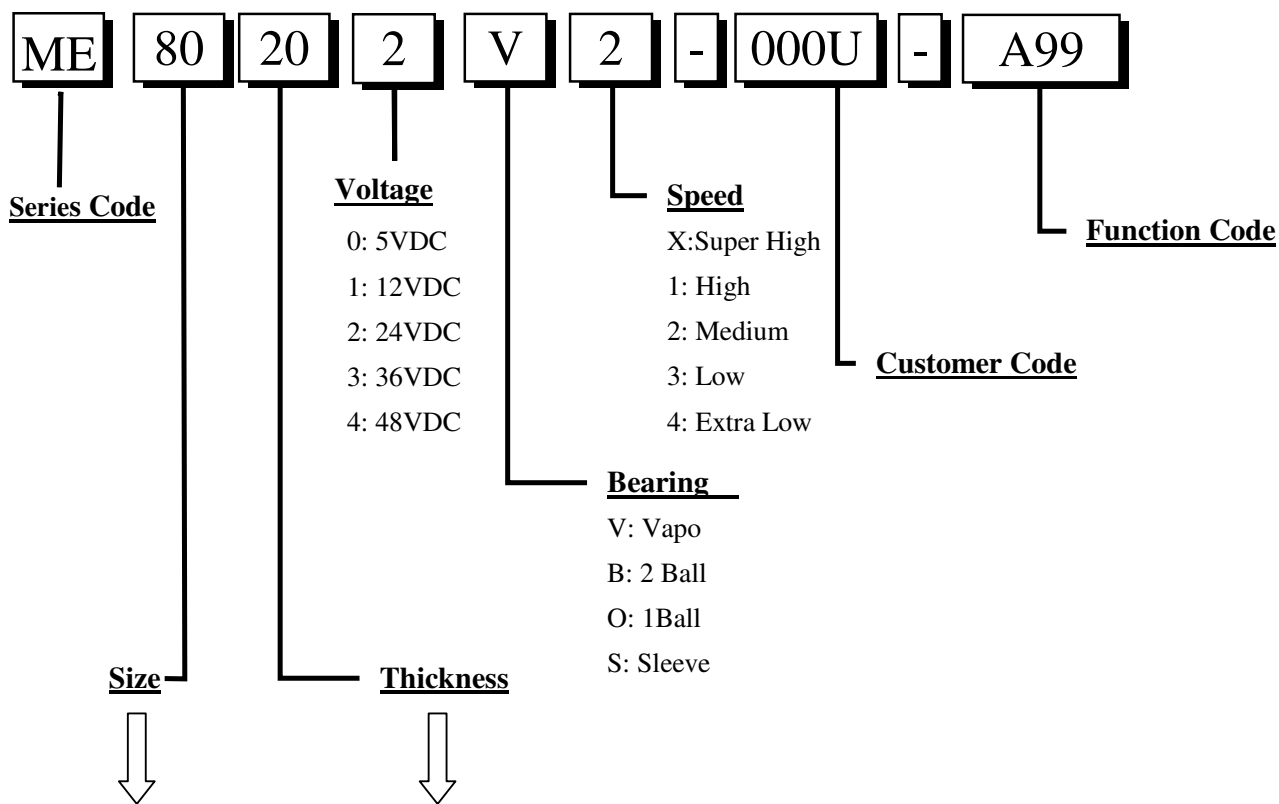 ME 80 20 2 V 2 - 000U - A99
Series Code
Voltage
0: 5VDC
1: 12VDC
2: 24VDC
3: 36VDC
4: 48VDC
Speed
X:Super High
1: High
2: Medium
3: Low
4: Extra Low
Function Code
Customer Code
Bearing
V: Vapo
B: 2 Ball
O: 1Ball
S: Sleeve
Size
Thickness